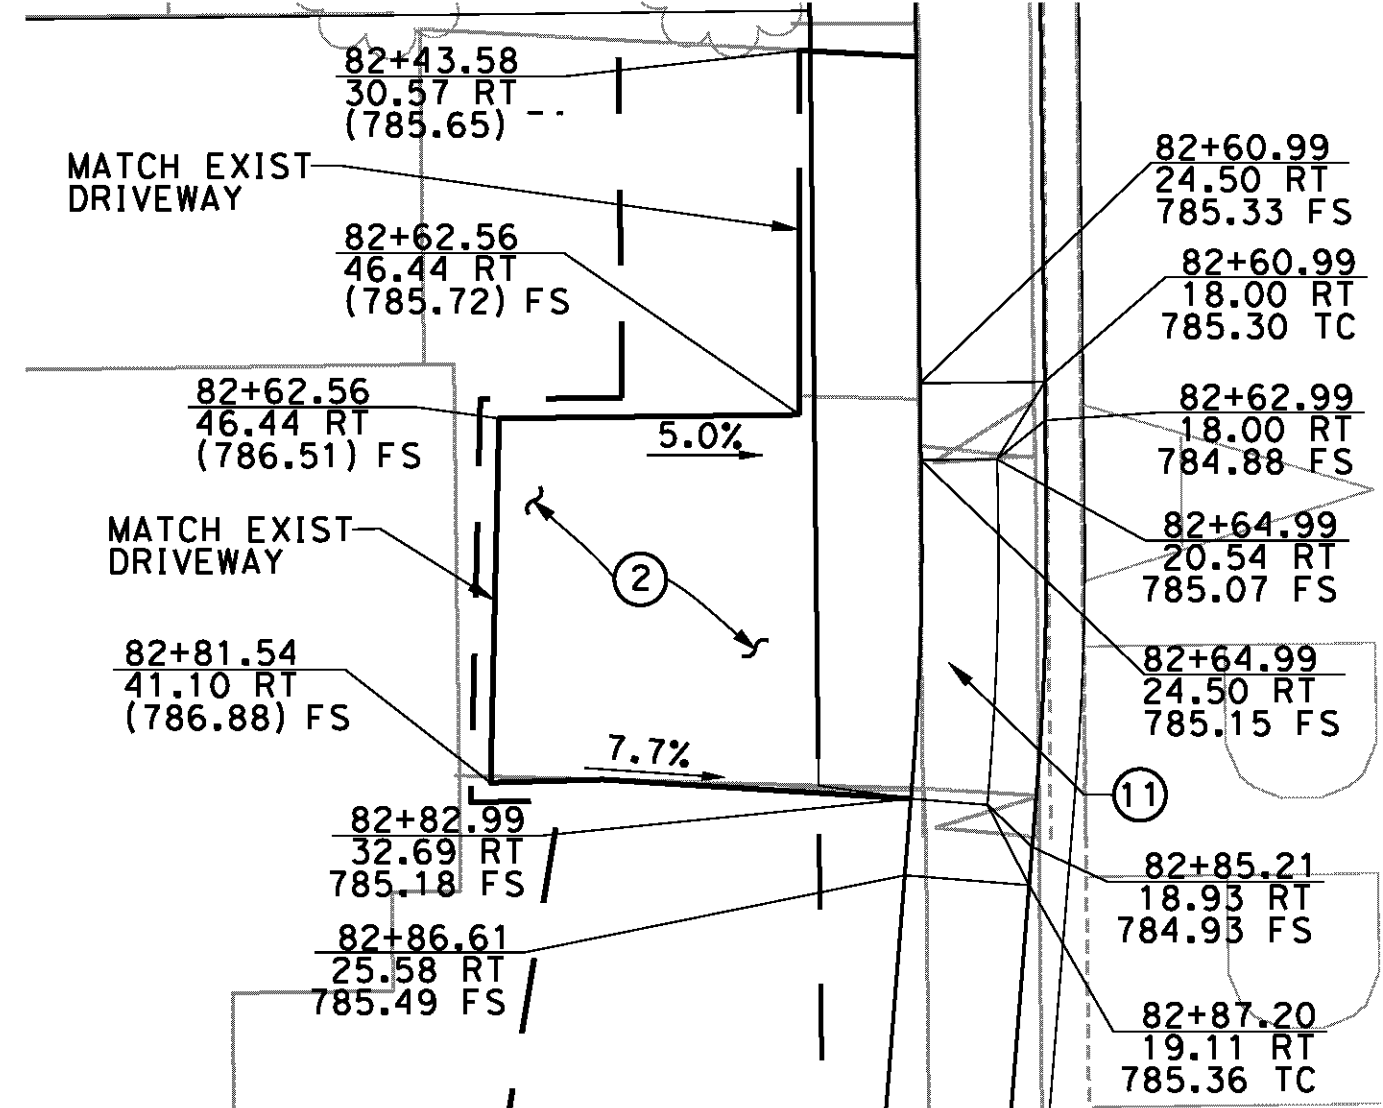 82+43.58
30.57 RT
(785.65)
MATCH EXIST
DRIVEWAY
82+62.56
46.44 RT
(785.72) FS
82+62.56
46.44 RT
(786.51) FS
5.0%
MATCH EXIST
DRIVEWAY
2
82+81.54
41.10 RT
(786.88) FS
7.7%
82+82.99
32.69 RT
785.18 FS
82+86.61
25.58 RT
785.49 FS
82+60.99
24.50 RT
785.33 FS
82+60.99
18.00 RT
785.30 TC
82+62.99
18.00 RT
784.88 FS
82+64.99
20.54 RT
785.07 FS
82+64.99
24.50 RT
785.15 FS
11
82+85.21
18.93 RT
784.93 FS
82+87.20
19.11 RT
785.36 TC